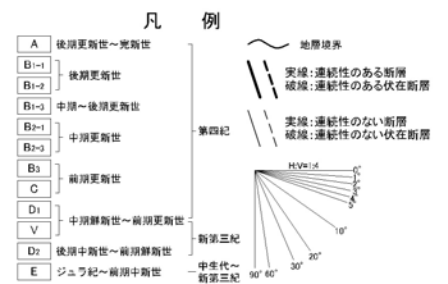 凡 例
A 後期更新世～完新世
B1-1
B1-2
後期更新世
B1-3 中期～後期更新世
B2-1
B2-3
中期更新世
B3
C
前期更新世
D1
V
中期鮮新世～前期更新世
D2 後期中新世～前期鮮新世
E ジュラ紀～前期中新世
第四紀
新第三紀
中生代～
新第三紀
地層境界
実線:連続性のある断層
破線:連続性のある伏在断層
実線:連続性のない断層
破線:連続性のない伏在断層
H:V=1:4
0°
5°
10°
20°
30°
60°
90°